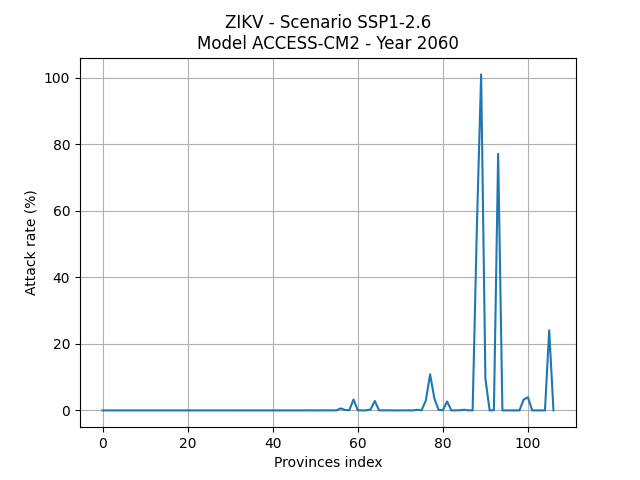 ZIKV - Scenario SSP1-2.6
Model ACCESS-CM2 - Year 2060
100
80
60
40
20
0
Attack rate (%)
0 20 40 60 80 100
Provinces index